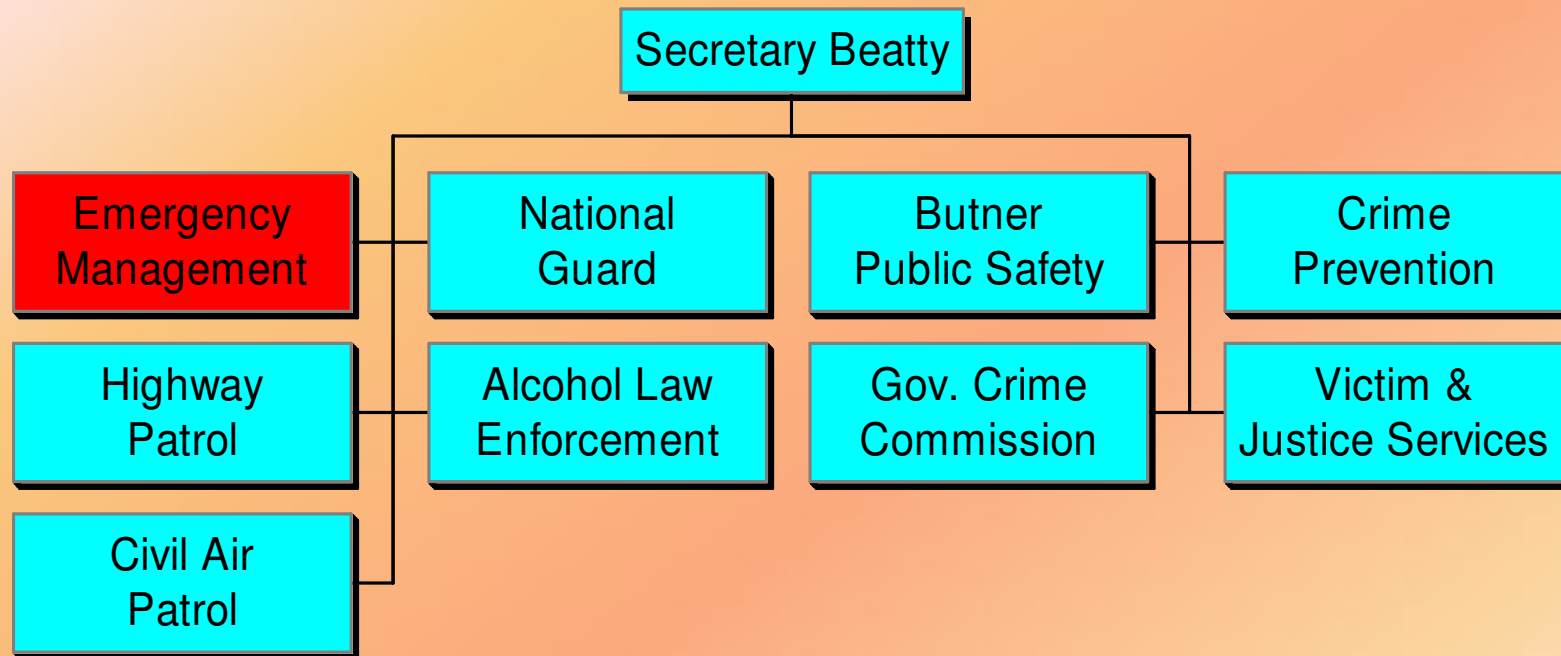 Secretary Beatty
Emergency
Management
National
Guard
Butner
Public Safety
Crime
Prevention
Highway
Patrol
Alcohol Law
Enforcement
Gov. Crime
Commission
Victim &
Justice Services
Civil Air
Patrol